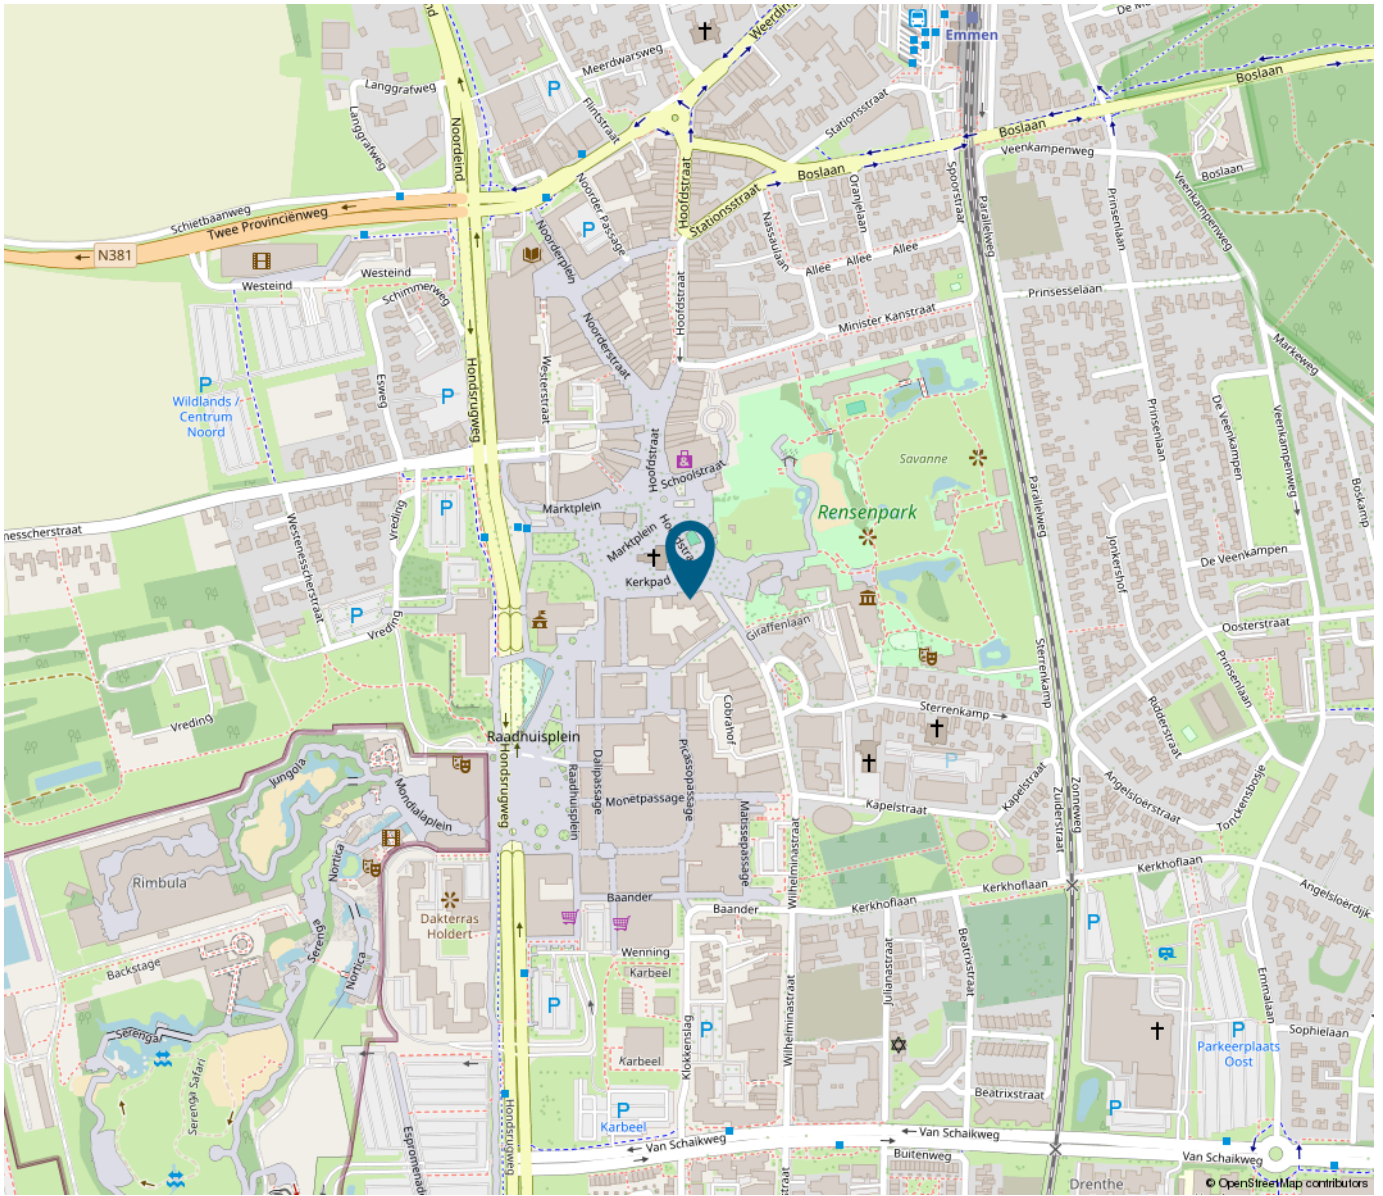 Emmen
Weerding
Meerdwarsweg
Langgrafweg
Langgrafweg
Flintstraat
Noordeind
Stationsstraat
Boslaan
Boslaan
Boslaan
Veenkampenweg
Boslaan
Schietbaanweg
Twee Provinciënweg
N381
Noorder Passage
Hoofdstraat
Stationsstraat
Nassaulaan
Oranjelaan
Spoorstraat
Parallelweg
Prinsenlaan
Veenkampenweg
Noorderplein
Westeind
Westeind
Schimmerweg
Allee
Allee
Allee
Prinsesselaan
Hoofdstraat
Minister Kanstraat
Noorderstraat
Westerstraat
Hondsrugweg
Esweg
Markeweg
Wildlands /
Centrum
Noord
Hoofdstraat
Schoolstraat
Savanne
Prinsenlaan
De Veenkampen
Veenkampenweg
Boskamp
Marktplein
Marktplein
Rensenpark
Parallelweg
Jonkershof
nesscherstraat
Westenesscherstraat
Vreding
Kerkpad
De Veenkampen
Vreding
Giraffenlaan
Oosterstraat
Sterrenkamp
Prinsenlaan
Vreding
Cobrahof
Sterrenkamp
Ridderstraat
Raadhuisplein
Jungola
Mondialaplein
Hondsrugweg
Dalipassage
Raadhuisplein
Picassopassage
Monetpassage
Matissepassage
Kapelstraat
Kapelstraat
Zuiderstraat
Zonneweg
Angelsloërstraat
Tonckensbosje
Wilhelminastraat
Nortica
Rimbula
Dakterras
Holdert
Baander
Baander
Kerkhoflaan
Kerkhoflaan
Kerkhoflaan
Angelsloërdijk
Serenga
Nortica
Backstage
Wenning
Karbeel
Julianastraat
Beatrixstraat
Emmalaan
Serenga
Serenga Safari
Klokkenslag
Karbeel
Wilhelminastraat
Sophielaan
Parkeerplaats
Oost
Beatrixstraat
Karbeel
Hondsrugweg
Espromenade
Van Schaikweg
Van Schaikweg
Van Schaikweg
Buitenweg
Drenthe
© OpenStreetMap contributors